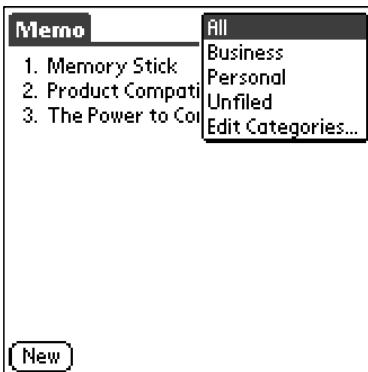 Memo
1. Memory Stick
2. Product Compati
3. The Power to Co
All
Business
Personal
Unfiled
Edit Categories...
New